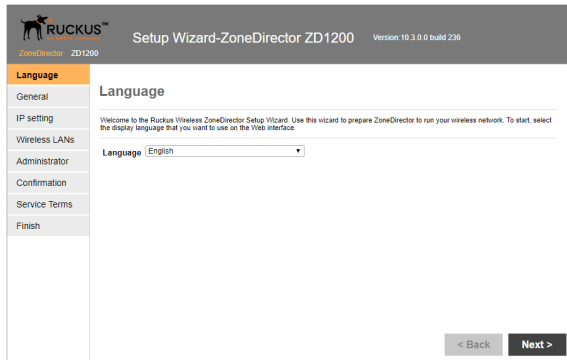 RUCKUS™
Setup Wizard-ZoneDirector ZD1200
Version:10.3.0.0 build 236
ZoneDirector - ZD1200
Language
General
IP setting
Wireless LANs
Administrator
Confirmation
Service Terms
Finish
Language
Welcome to the Ruckus Wireless ZoneDirector Setup Wizard. Use this wizard to prepare ZoneDirector to run your wireless network. To start, select
the display language that you want to use on the Web interface.
Language English
< Back
Next >